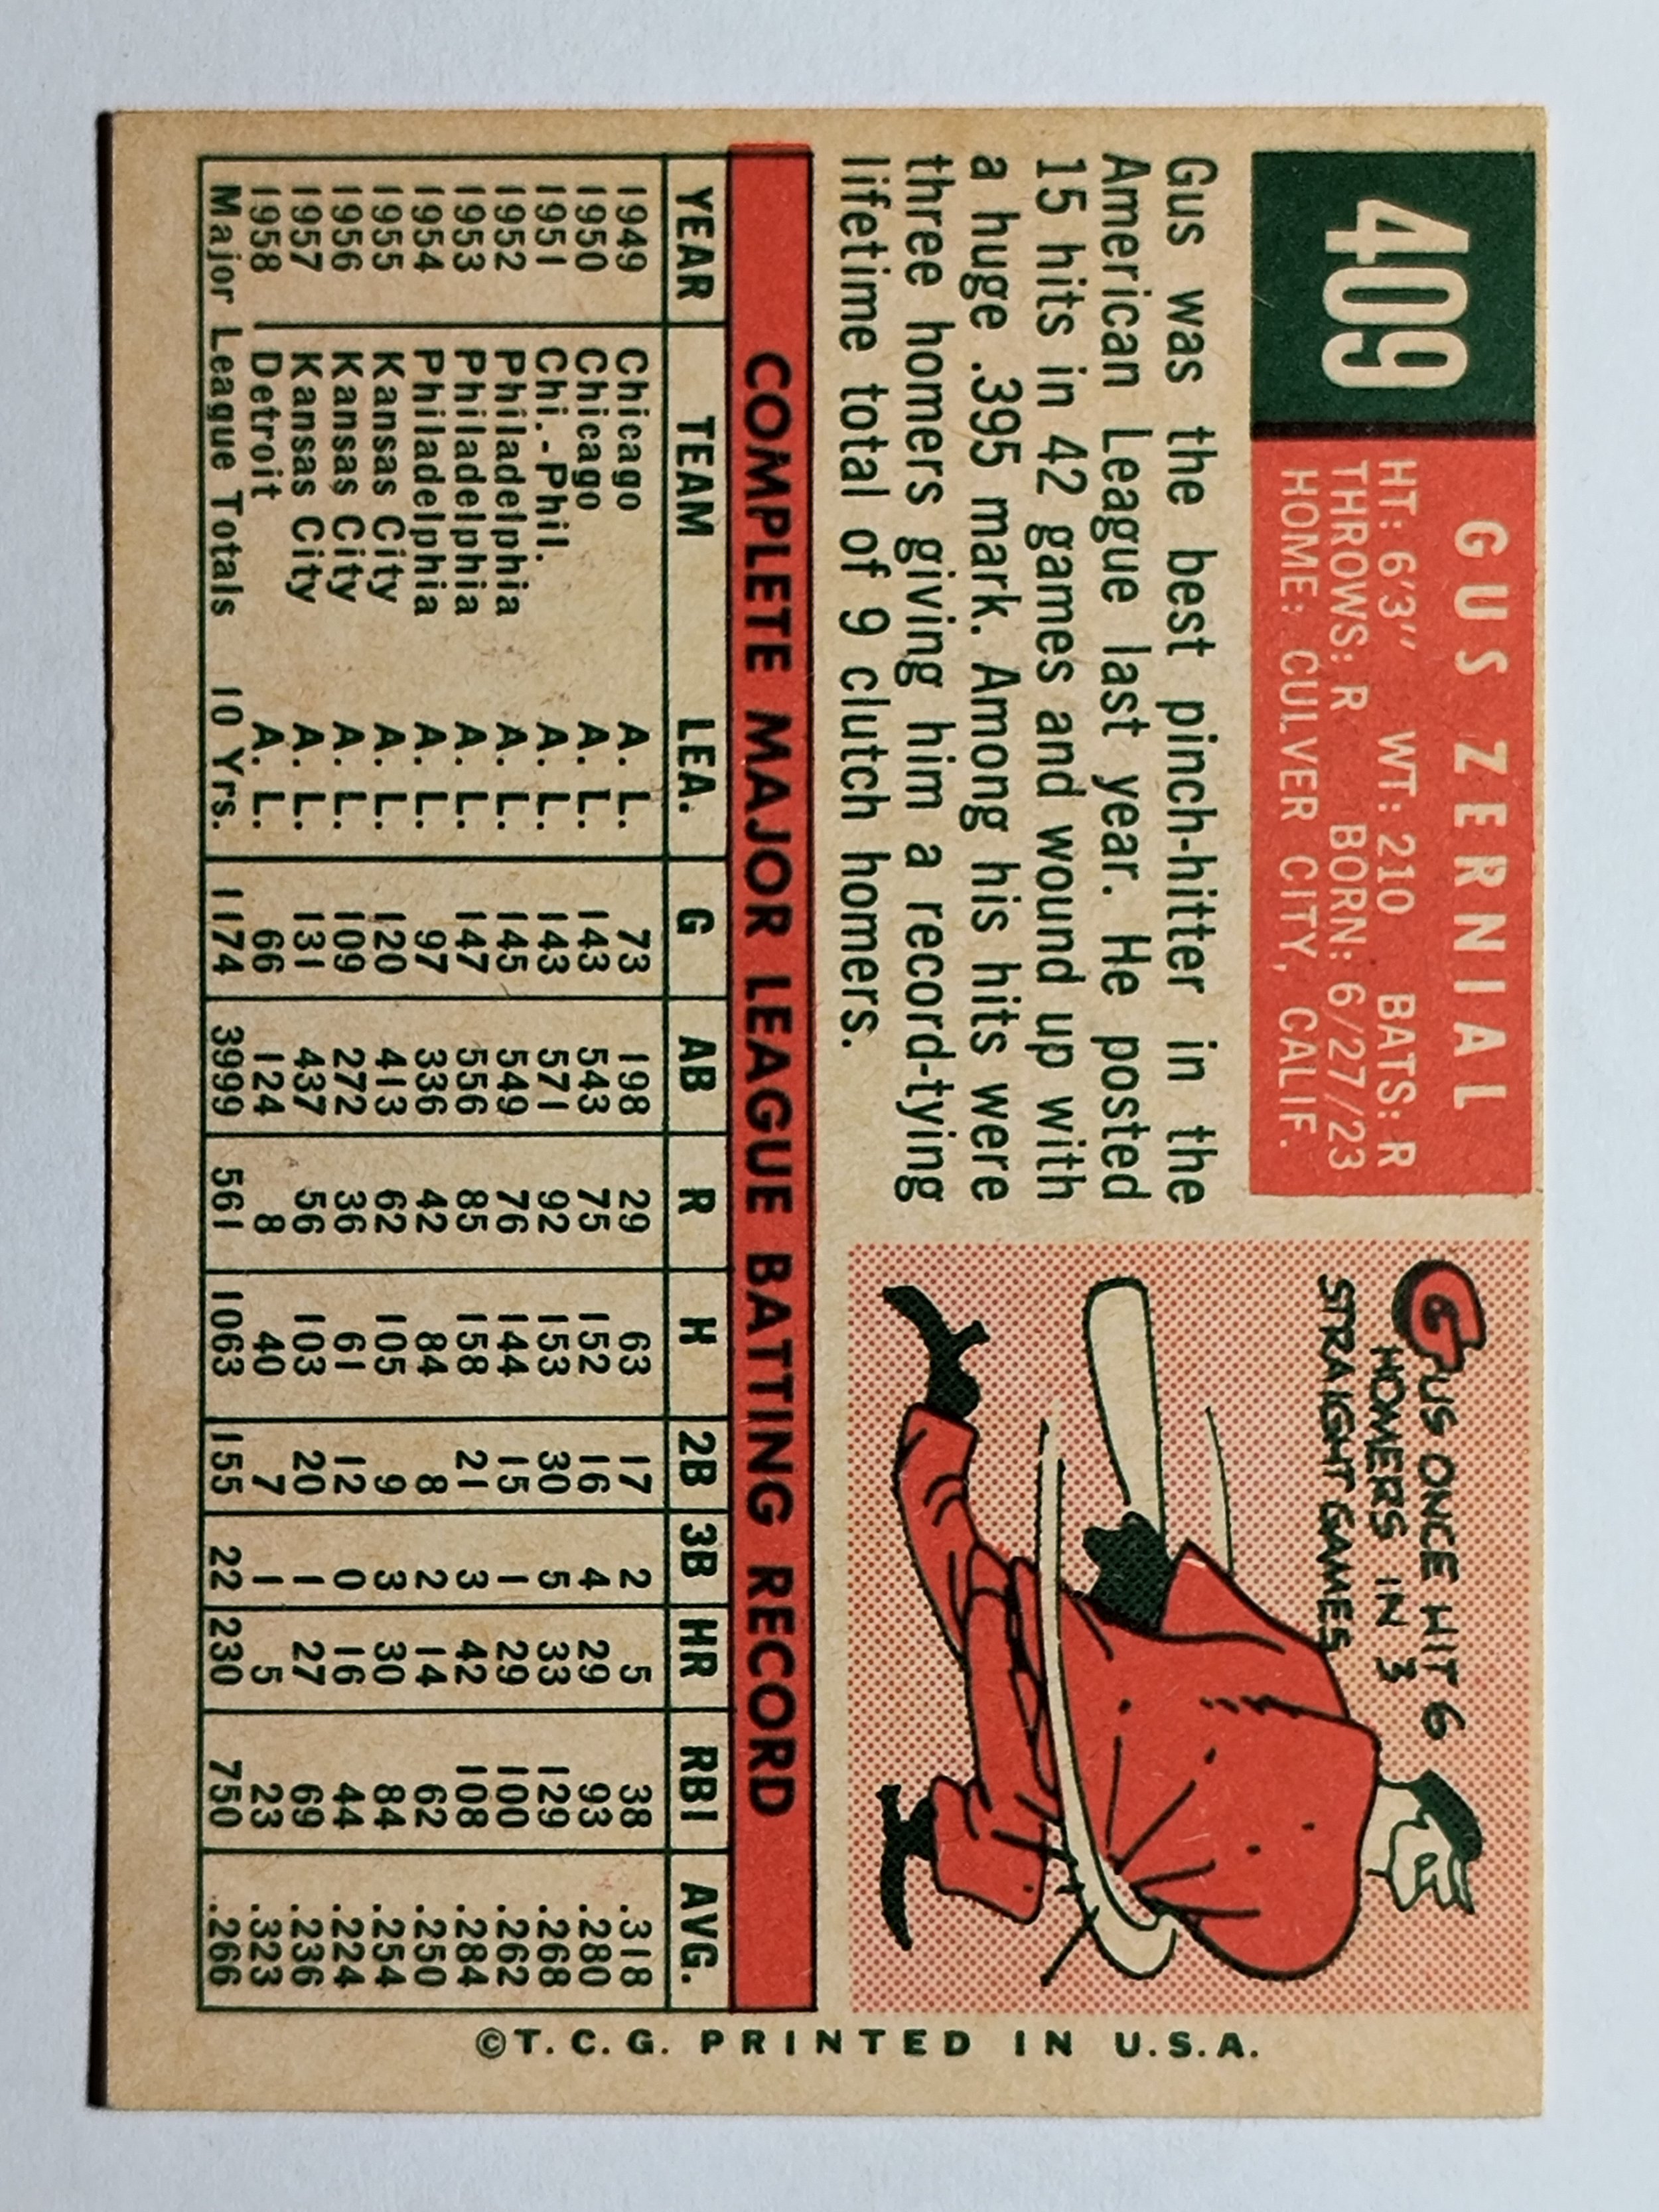 409
GUS ZERNIAL
HT: 6'3" WT: 210 BATS: R
THROWS: R BORN: 6/27/23
HOME: CULVER CITY, CALIF.
Gus was the best pinch-hitter in the
American League last year. He posted
15 hits in 42 games and wound up with
a huge .395 mark. Among his hits were
three homers giving him a record-tying
lifetime total of 9 clutch homers.
GUS ONCE HIT 6
HOMERS IN 3
STRAIGHT GAMES
COMPLETE MAJOR LEAGUE BATTING RECORD
YEAR TEAM LEA. G AB R H 2B 3B HR RBI AVG.
1949 Chicago A. L. 73 198 29 63 17 2 5 38 .318
1950 Chicago A. L. 143 543 75 152 16 4 29 93 .280
1951 Chi.-Phil. A. L. 143 571 92 153 30 5 33 129 .268
1952 Philadelphia A. L. 145 549 76 144 15 1 29 100 .262
1953 Philadelphia A. L. 147 556 85 158 21 3 42 108 .284
1954 Philadelphia A. L. 97 336 42 84 8 2 14 62 .250
1955 Kansas City A. L. 120 413 62 105 9 3 30 84 .254
1956 Kansas City A. L. 109 272 36 61 12 0 16 44 .224
1957 Kansas City A. L. 131 437 56 103 20 1 27 69 .236
1958 Detroit A. L. 66 124 8 40 7 1 5 23 .323
Major League Totals 10 Yrs. 1174 3999 561 1063 155 22 230 750 .266
©T. C. G. PRINTED IN U.S.A.